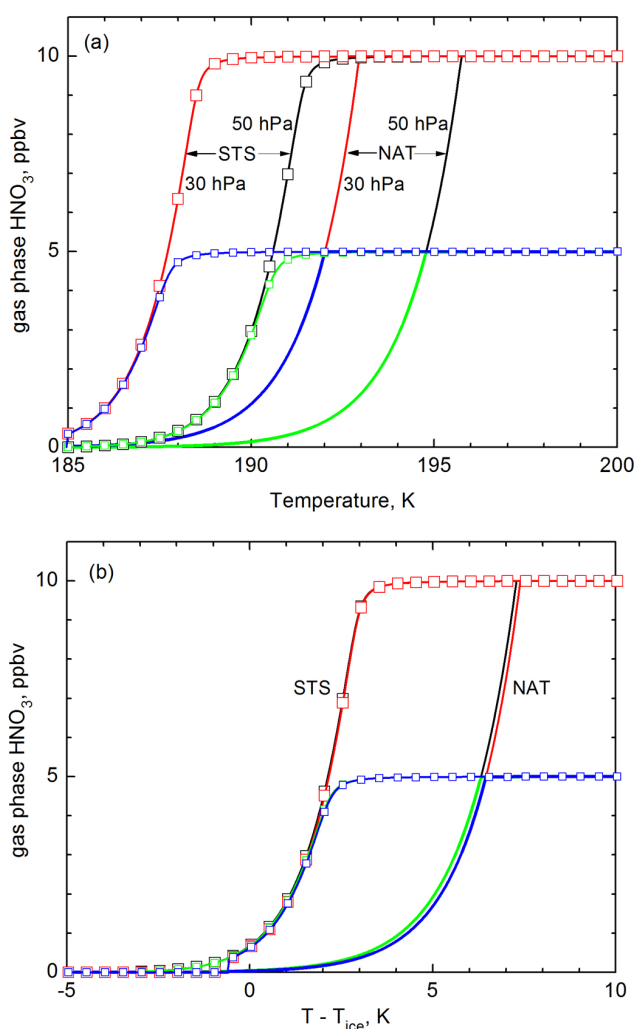 (a)
10
5
0
gas phase HNO₃, ppbv
50 hPa
50 hPa
STS
NAT
30 hPa
30 hPa
185
190
195
200
Temperature, K
(b)
10
5
0
gas phase HNO₃, ppbv
STS
NAT
-5
0
5
10
T - Tᵢcₑ, K